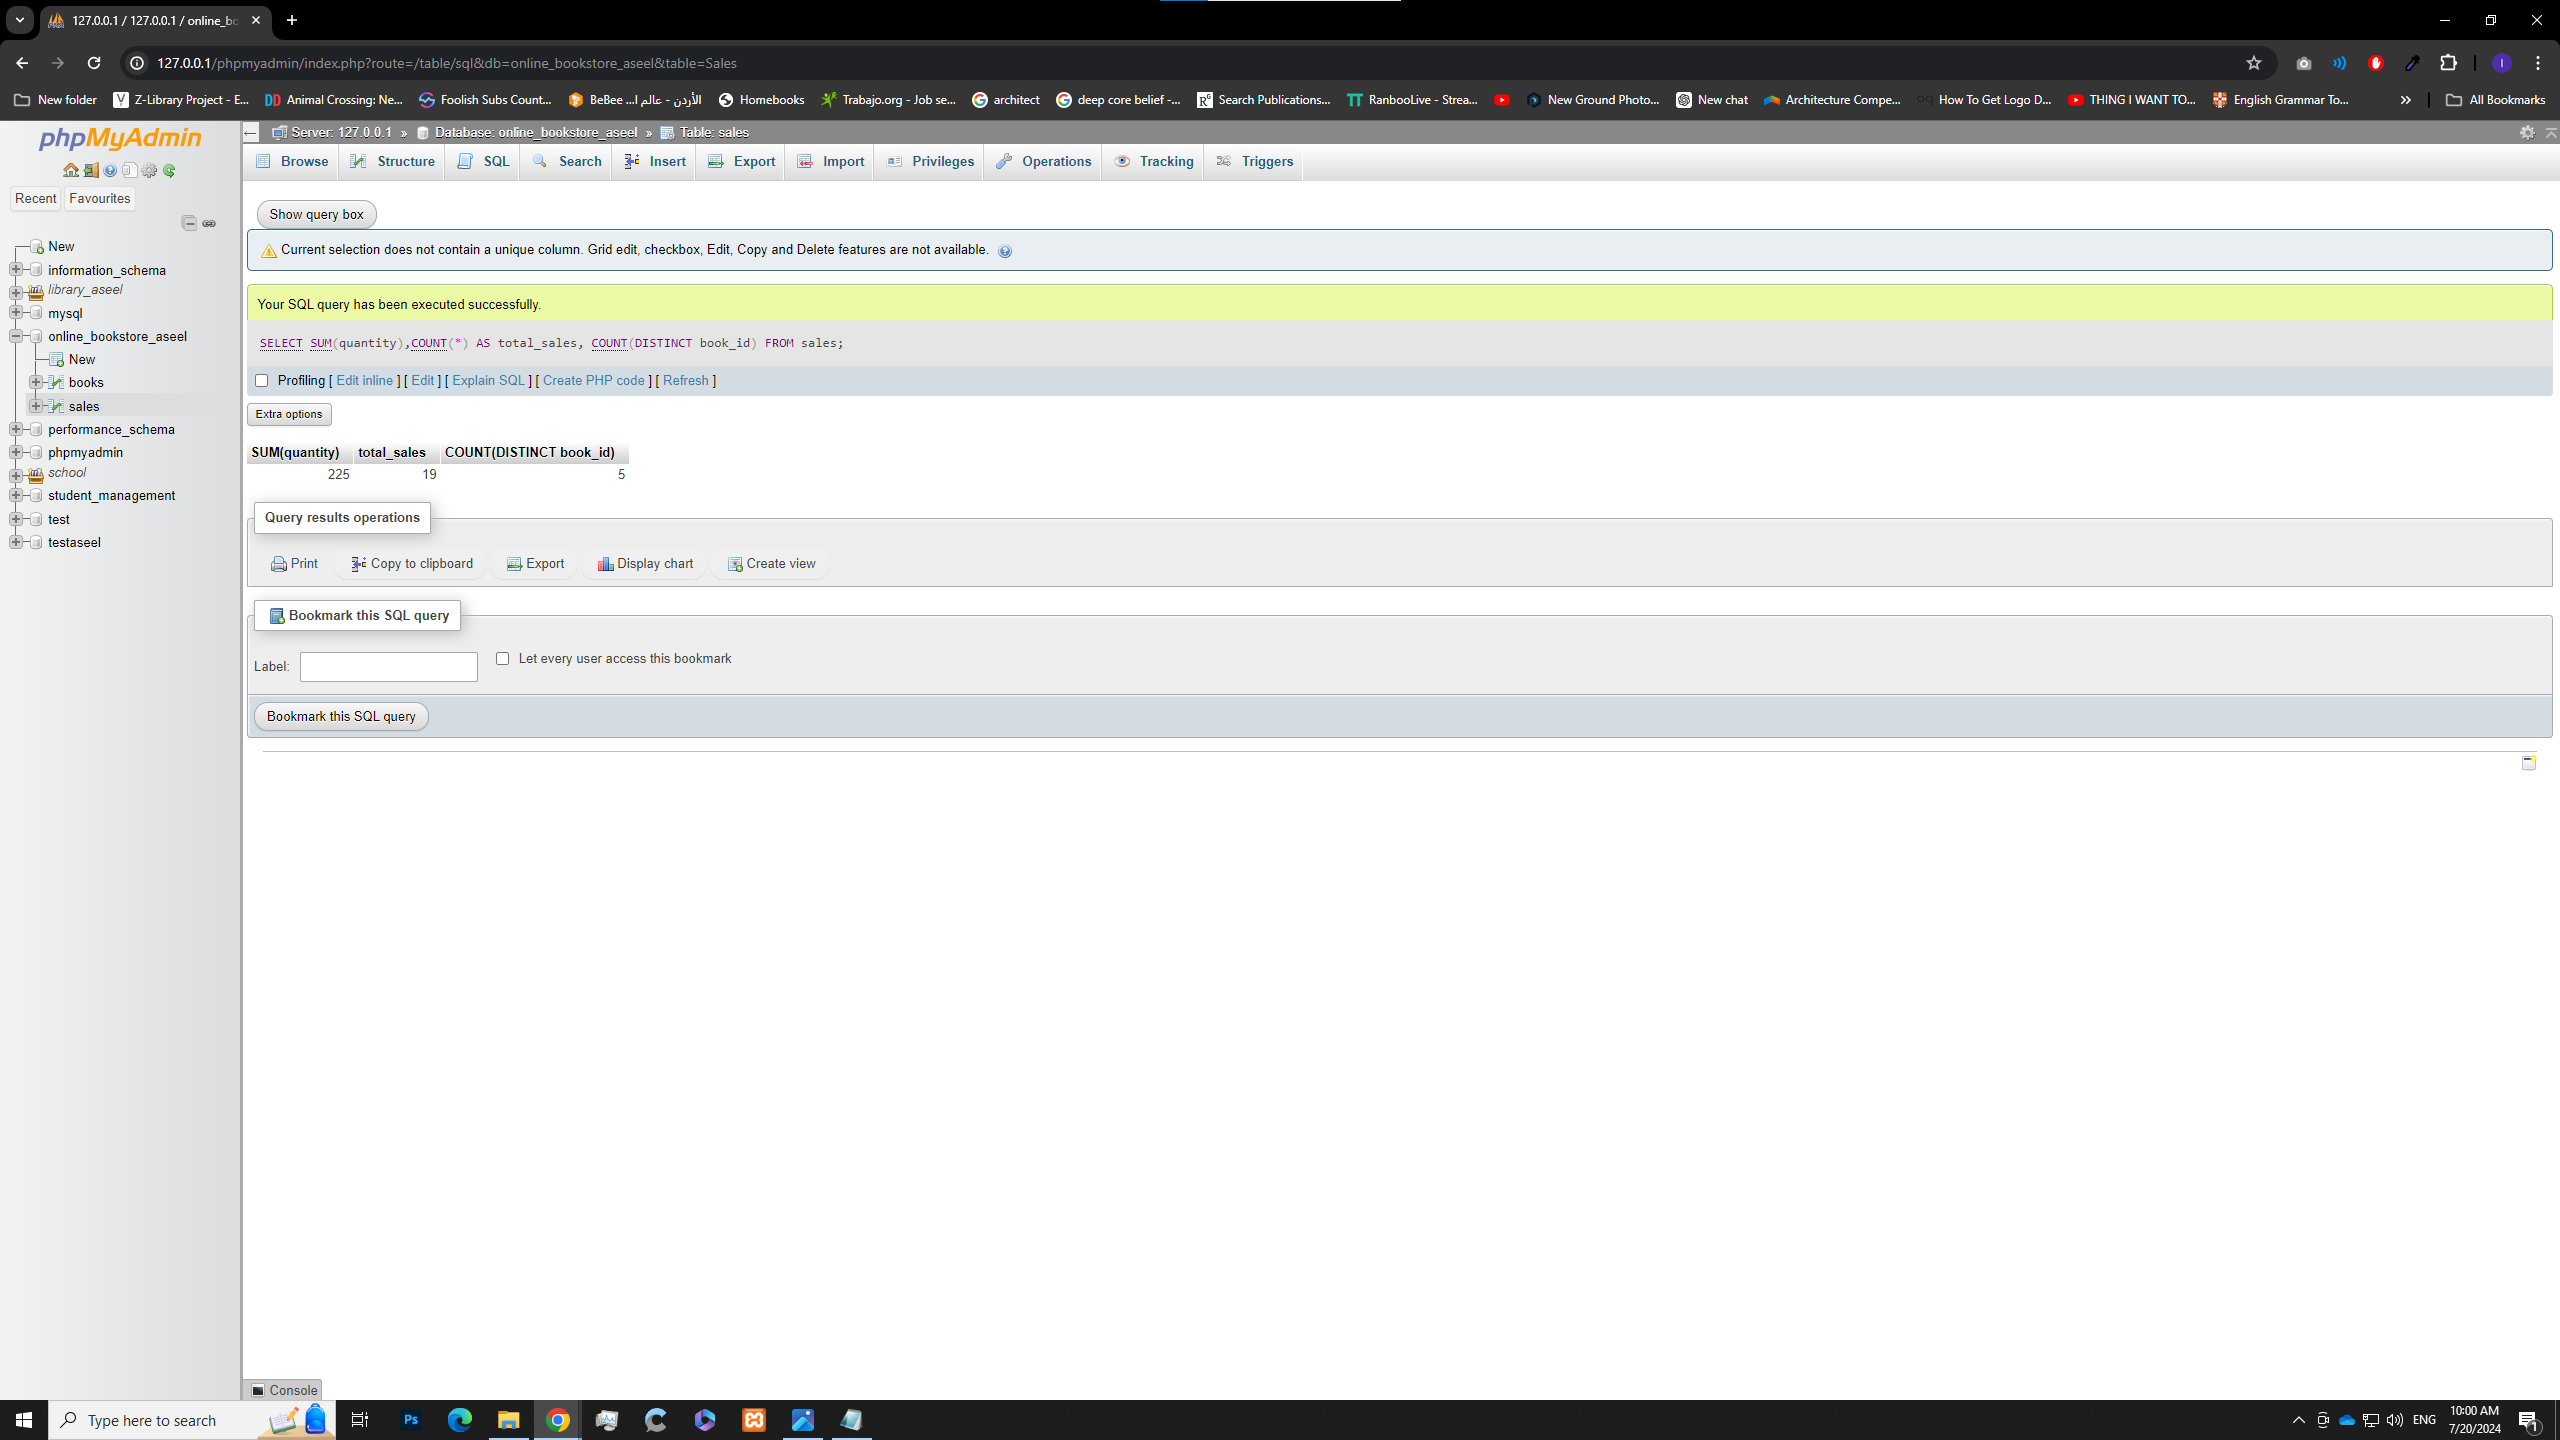 127.0.0.1 / 127.0.0.1 / online_bo
127.0.0.1/phpmyadmin/index.php?route=/table/sql&db=online_bookstore_aseel&table=Sales
New folder
Z-Library Project - E...
Animal Crossing: Ne...
Foolish Subs Count...
BeBee الأردن - عالم ا...
Homebooks
Trabajo.org - Job se...
architect
deep core belief -...
Search Publications...
RanbooLive - Strea...
New Ground Photo...
New chat
Architecture Compe...
How To Get Logo D...
THING I WANT TO...
English Grammar To...
All Bookmarks
phpMyAdmin
Recent Favourites
New
information_schema
library_aseel
mysql
online_bookstore_aseel
New
books
sales
performance_schema
phpmyadmin
school
student_management
test
testaseel
Server: 127.0.0.1 » Database: online_bookstore_aseel » Table: sales
Browse Structure SQL Search Insert Export Import Privileges Operations Tracking Triggers
Show query box
Current selection does not contain a unique column. Grid edit, checkbox, Edit, Copy and Delete features are not available.
Your SQL query has been executed successfully.
SELECT SUM(quantity),COUNT(*) AS total_sales, COUNT(DISTINCT book_id) FROM sales;
Profiling [ Edit inline ] [ Edit ] [ Explain SQL ] [ Create PHP code ] [ Refresh ]
Extra options
SUM(quantity) total_sales COUNT(DISTINCT book_id)
225 19 5
Query results operations
Print Copy to clipboard Export Display chart Create view
Bookmark this SQL query
Label: Let every user access this bookmark
Bookmark this SQL query
Console
Type here to search
Ps
ENG
10:00 AM
7/20/2024
1